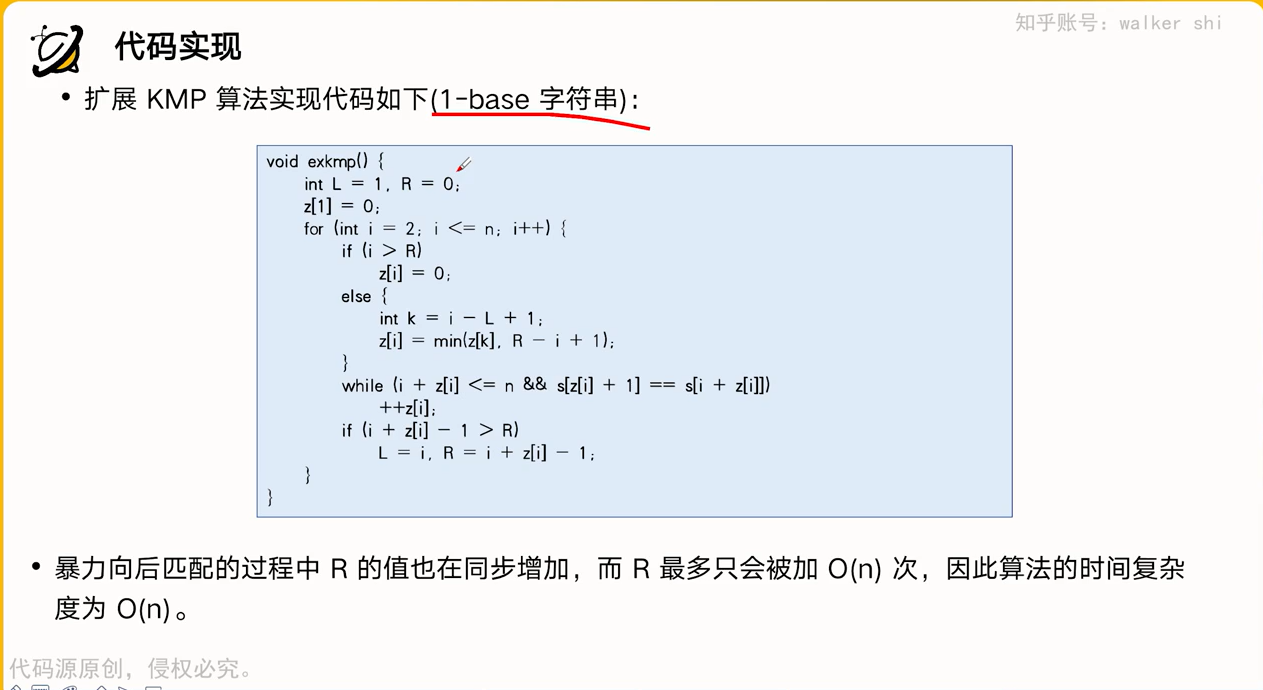 知乎账号：walker shi
代码实现
• 扩展 KMP 算法实现代码如下(1-base 字符串)：
void exkmp() {
    int L = 1, R = 0;
    z[1] = 0;
    for (int i = 2; i <= n; i++) {
        if (i > R)
            z[i] = 0;
        else {
            int k = i - L + 1;
            z[i] = min(z[k], R - i + 1);
        }
        while (i + z[i] <= n && s[z[i] + 1] == s[i + z[i]])
            ++z[i];
        if (i + z[i] - 1 > R)
            L = i, R = i + z[i] - 1;
    }
}
• 暴力向后匹配的过程中 R 的值也在同步增加，而 R 最多只会被加 O(n) 次，因此算法的时间复杂
度为 O(n)。
代码源原创，侵权必究。